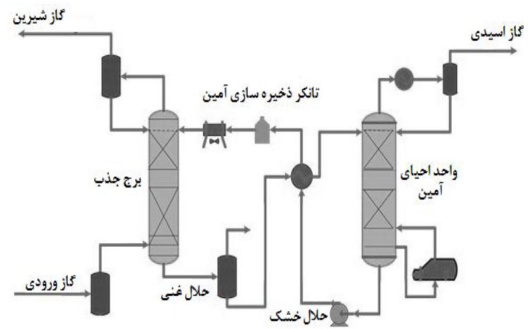 گاز شیرین
گاز اسیدی
تانکر ذخیره سازی آمین
برج جذب
واحد احیای
آمین
گاز ورودی
حلال غنی
حلال خشک